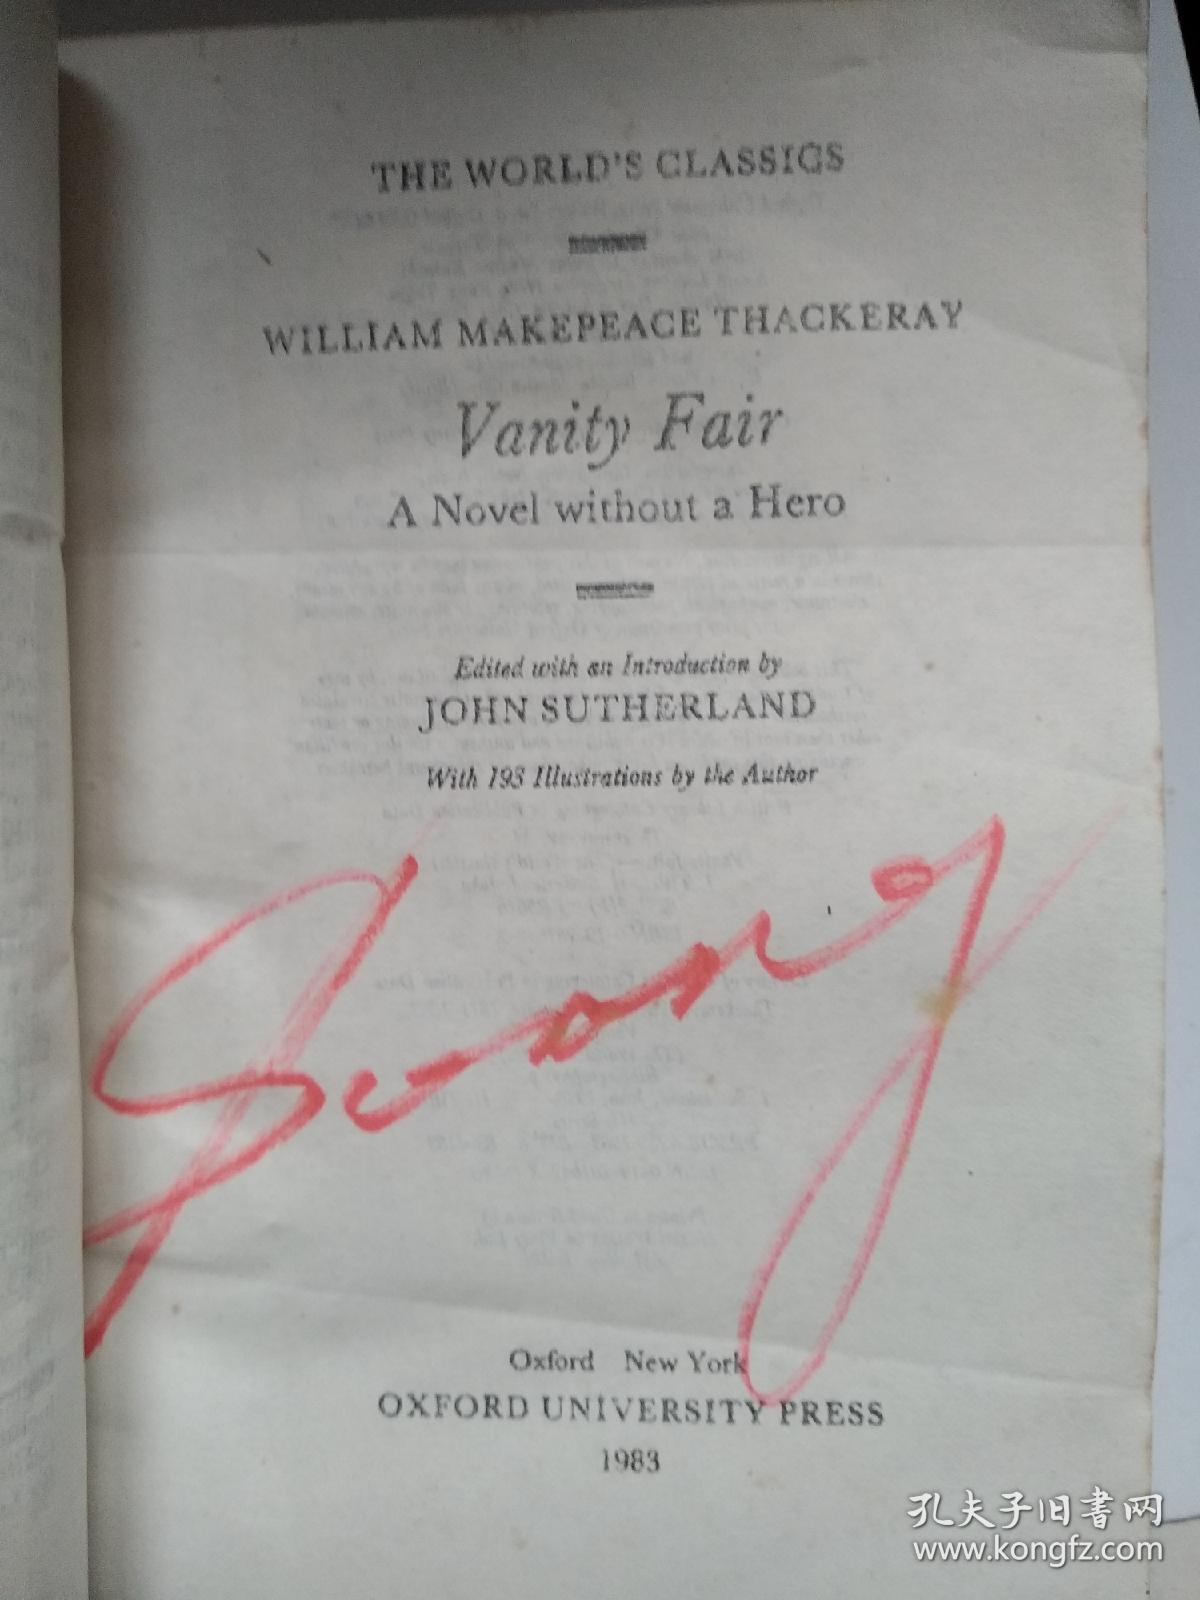 THE WORLD'S CLASSICS
WILLIAM MAKEPEACE THACKERAY
Vanity Fair
A Novel without a Hero
Edited with an Introduction by
JOHN SUTHERLAND
With 193 Illustrations by the Author
Oxford New York
OXFORD UNIVERSITY PRESS
1983
孔夫子旧书网
www.kongfz.com